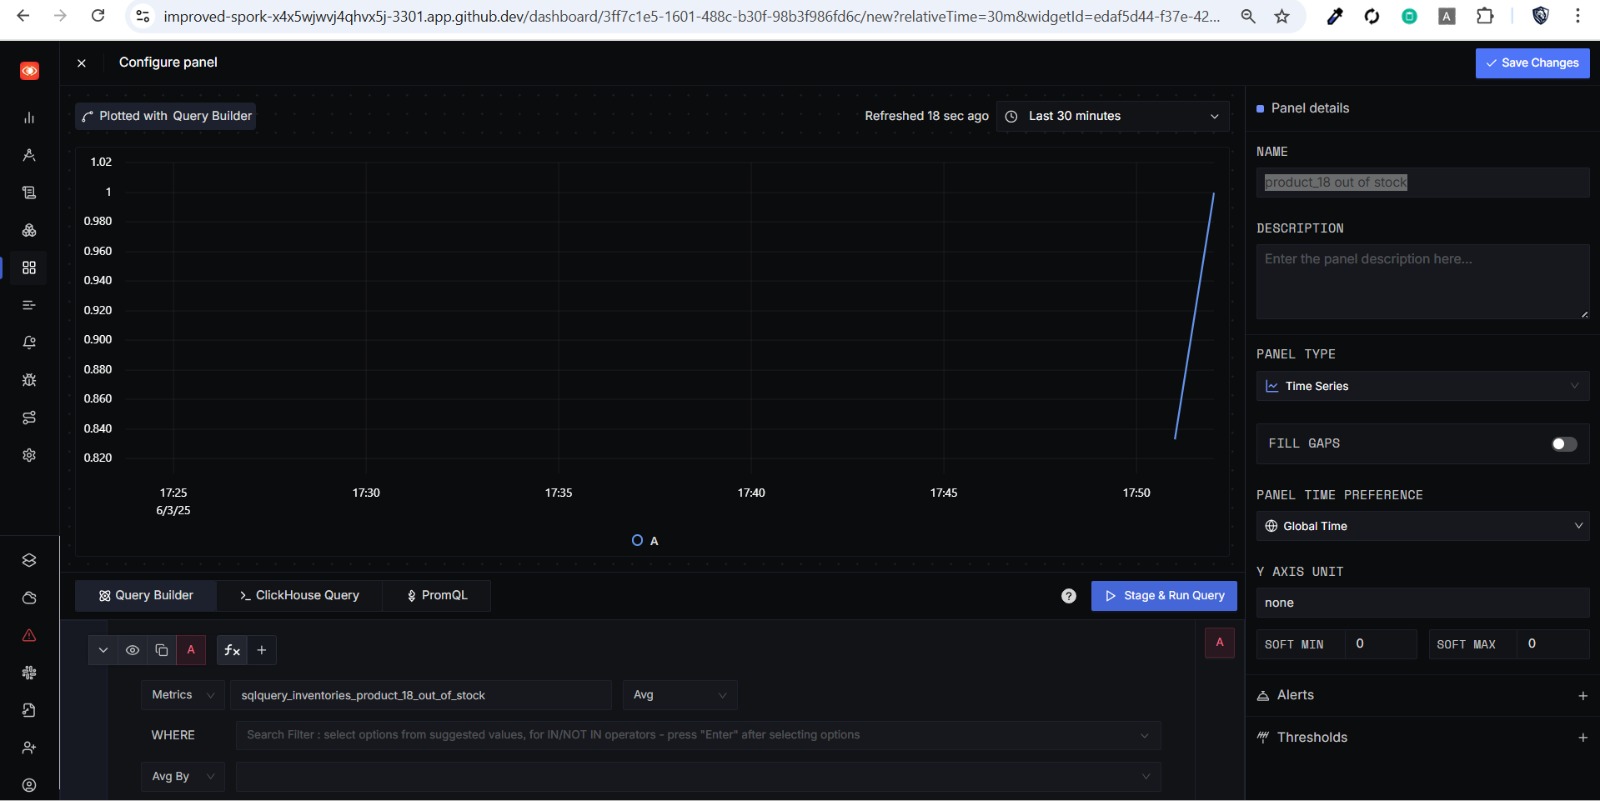 improved-spork-x4x5wjwvj4qhvx5j-3301.app.github.dev/dashboard/3ff7c1e5-1601-488c-b30f-98b3f986fd6c/new?relativeTime=30m&widgetId=edaf5d44-f37e-42...
Configure panel
Save Changes
Plotted with Query Builder
Refreshed 18 sec ago
Last 30 minutes
1.02
1
0.980
0.960
0.940
0.920
0.900
0.880
0.860
0.840
0.820
17:25 17:30 17:35 17:40 17:45 17:50
6/3/25
A
Query Builder
ClickHouse Query
PromQL
?
Stage & Run Query
A
fx
+
A
Metrics
sqlquery_inventories_product_18_out_of_stock
Avg
WHERE
Search Filter : select options from suggested values, for IN/NOT IN operators - press "Enter" after selecting options
Avg By
Panel details
NAME
product_18 out of stock
DESCRIPTION
Enter the panel description here...
PANEL TYPE
Time Series
FILL GAPS
PANEL TIME PREFERENCE
Global Time
Y AXIS UNIT
none
SOFT MIN 0
SOFT MAX 0
Alerts +
Thresholds +